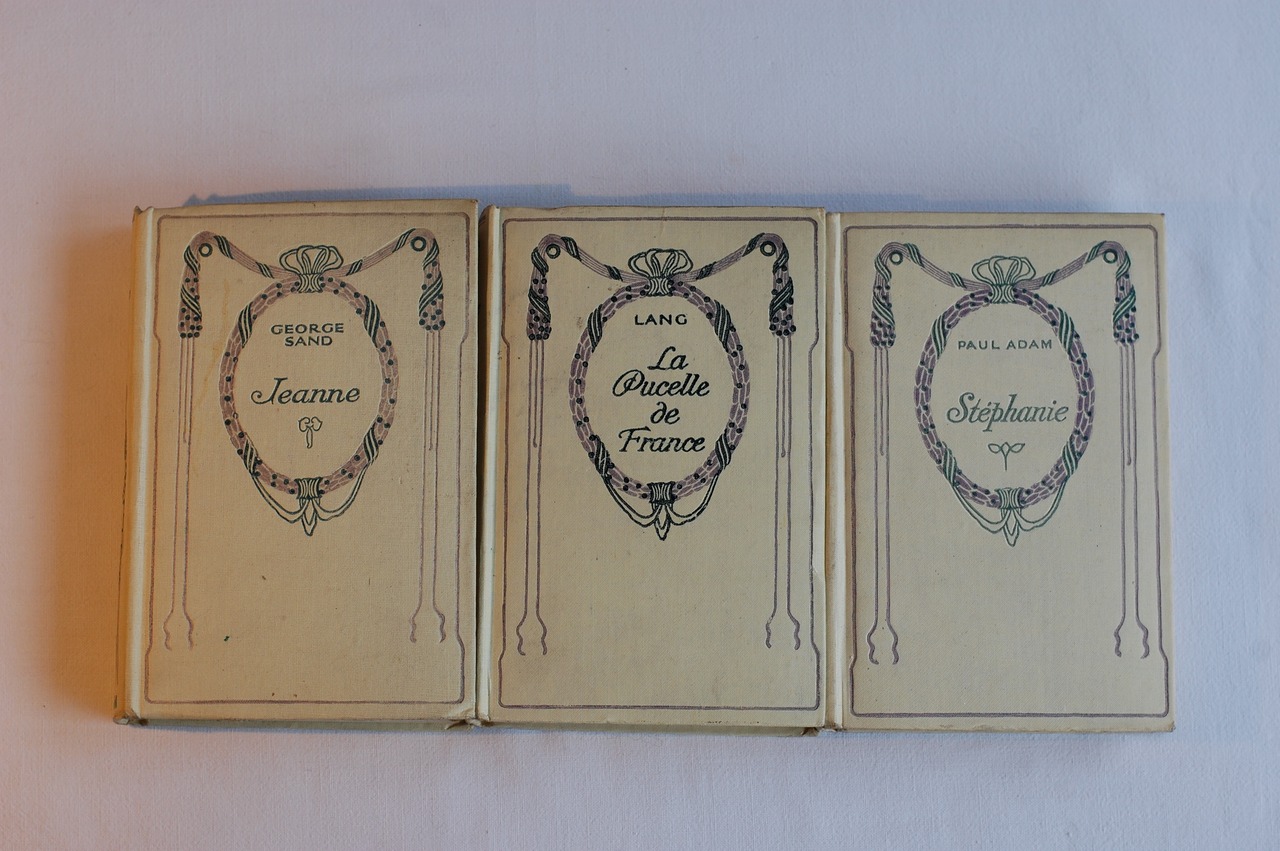 GEORGE
SAND
Jeanne
LANG
La
Pucelle
de
France
PAUL ADAM
Stéphanie